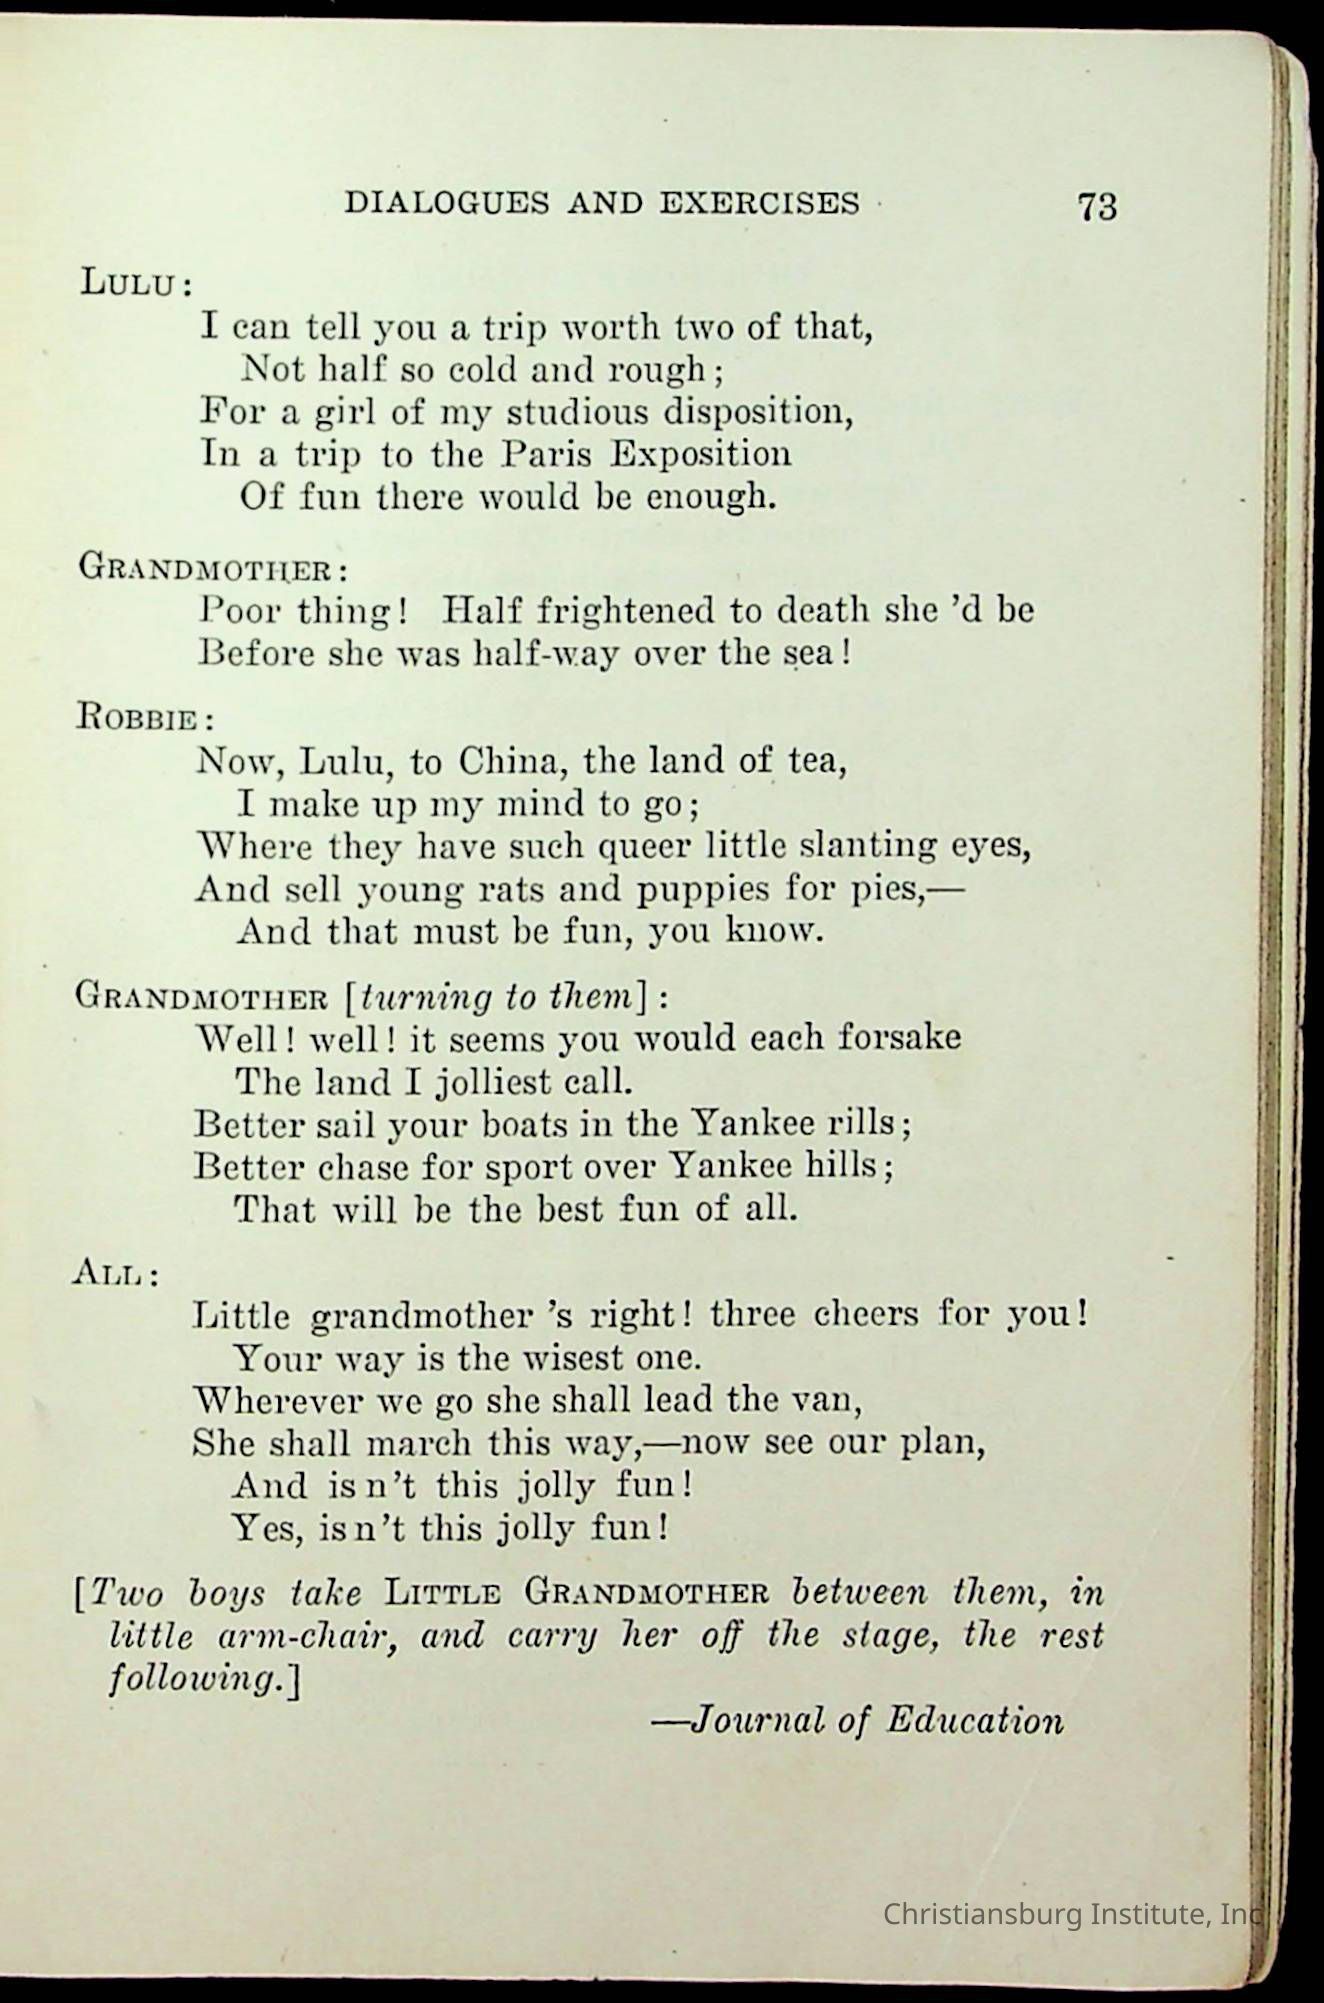 DIALOGUES AND EXERCISES 73
LULU:
I can tell you a trip worth two of that,
Not half so cold and rough;
For a girl of my studious disposition,
In a trip to the Paris Exposition
Of fun there would be enough.
GRANDMOTHER:
Poor thing! Half frightened to death she 'd be
Before she was half-way over the sea!
ROBBIE:
Now, Lulu, to China, the land of tea,
I make up my mind to go;
Where they have such queer little slanting eyes,
And sell young rats and puppies for pies,—
And that must be fun, you know.
GRANDMOTHER [turning to them]:
Well! well! it seems you would each forsake
The land I jolliest call.
Better sail your boats in the Yankee rills;
Better chase for sport over Yankee hills;
That will be the best fun of all.
ALL:
Little grandmother 's right! three cheers for you!
Your way is the wisest one.
Wherever we go she shall lead the van,
She shall march this way,—now see our plan,
And is n't this jolly fun!
Yes, is n't this jolly fun!
[Two boys take LITTLE GRANDMOTHER between them, in
little arm-chair, and carry her off the stage, the rest
following.]
—Journal of Education
Christiansburg Institute, Inc